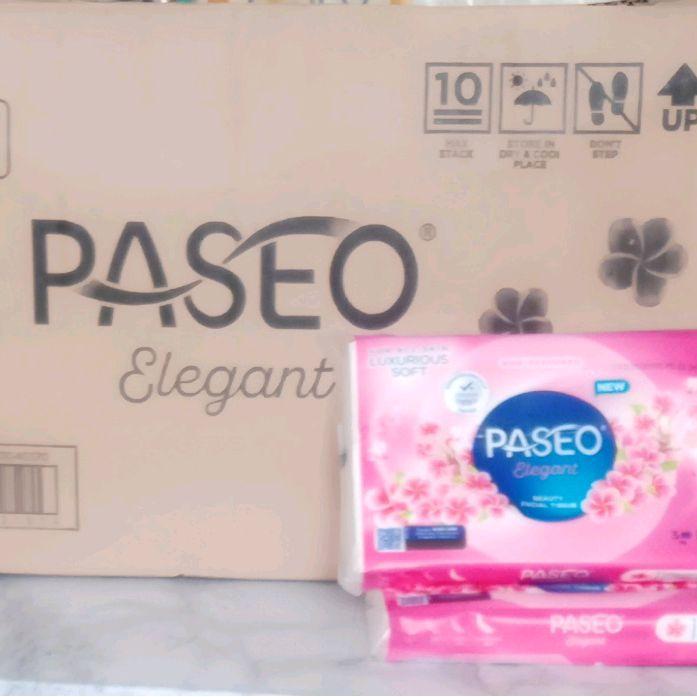 10
MAX
STACK
STORE IN
DRY & COOL
PLACE
DON'T
STEP
UP
PASEO®
Elegant
LUXURIOUS
SOFT
NEW
PASEO®
Elegant
BEAUTY
FACIAL TISSUE
PASEO
PASEO
Elegant